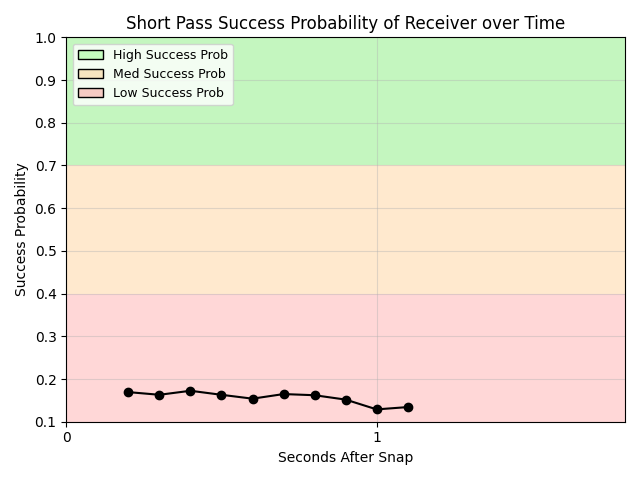 Short Pass Success Probability of Receiver over Time
1.0
High Success Prob
Med Success Prob
0.9
Low Success Prob
0.8
0.7
0.6
0.5
0.4
0.3
0.2
0.1
Success Probability
0
1
Seconds After Snap